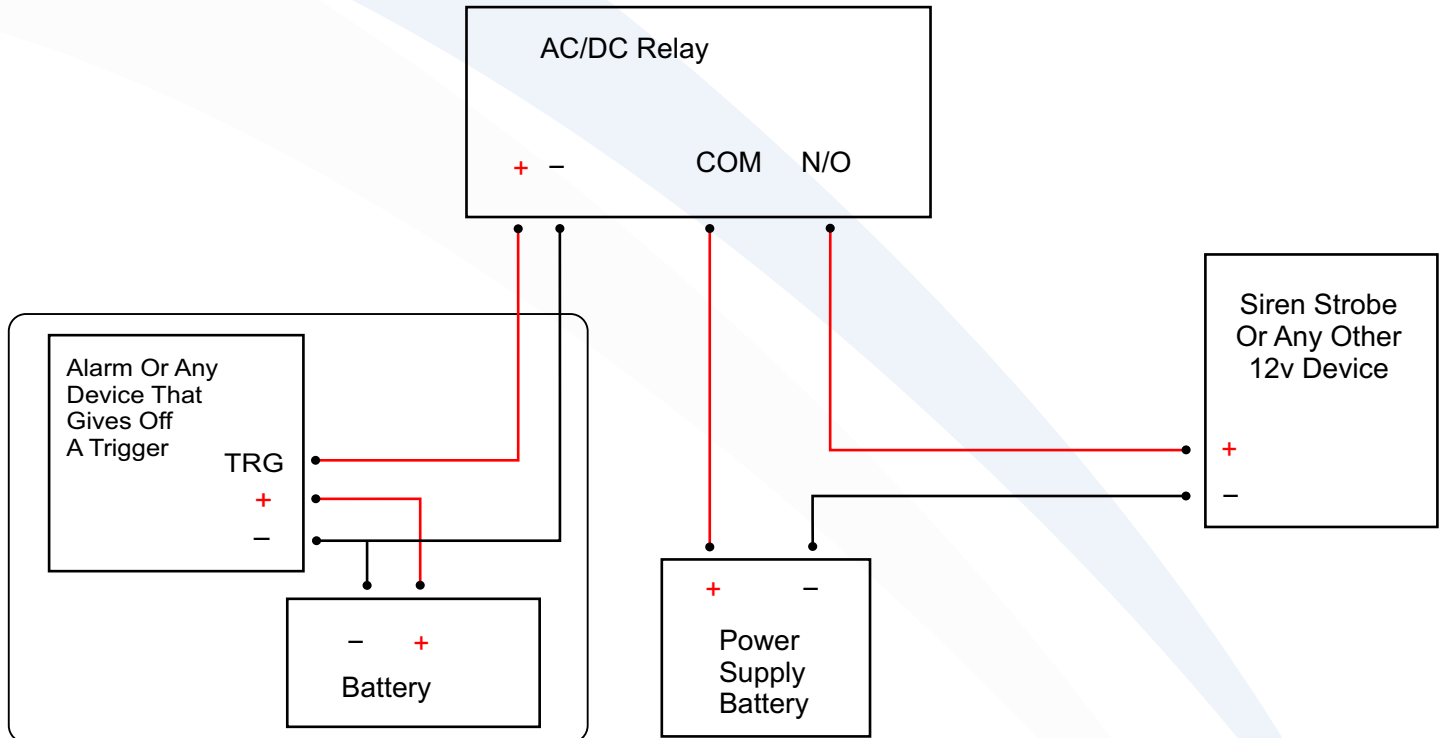 AC/DC Relay
+ − COM N/O
Alarm Or Any
Device That
Gives Off
A Trigger
TRG
+
−
− +
Battery
+ −
Power
Supply
Battery
Siren Strobe
Or Any Other
12v Device
+
−